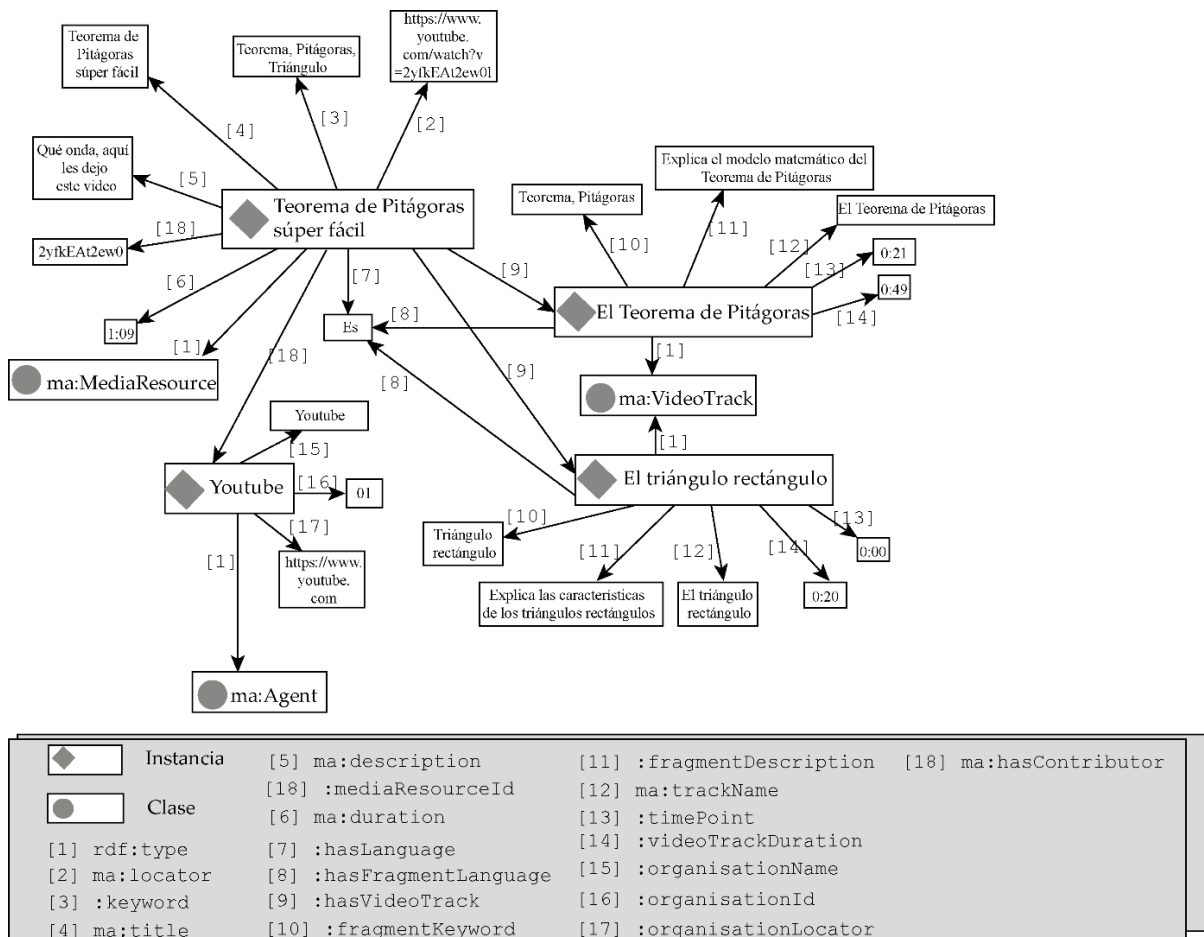 Teorema de
Pitágoras
súper fácil
Teorema, Pitágoras,
Triángulo
https://www.
youtube.
com/watch?v
=2yfkEAt2ew0l
[4]
[3]
[2]
Qué onda, aquí
les dejo
este video
[5]
Teorema de Pitágoras
súper fácil
[18]
2yfkEAt2ew0
[6]
1:09
[1]
ma:MediaResource
[18]
[7]
Es
[8]
[9]
Teorema, Pitágoras
[10]
Explica el modelo matemático del
Teorema de Pitágoras
[11]
El Teorema de Pitágoras
[12]
[13]
0:21
0:49
[14]
El Teorema de Pitágoras
[1]
ma:VideoTrack
[1]
[8]
[9]
Youtube
[15]
Youtube
[16]
01
[17]
https://www.
youtube.
com
[1]
ma:Agent
El triángulo rectángulo
[10]
Triángulo
rectángulo
[11]
Explica las características
de los triángulos rectángulos
[12]
El triángulo
rectángulo
[14]
0:20
[13]
0:00
Instancia
Clase
[1] rdf:type
[2] ma:locator
[3] :keyword
[4] ma:title
[5] ma:description
[18] :mediaResourceId
[6] ma:duration
[7] :hasLanguage
[8] :hasFragmentLanguage
[9] :hasVideoTrack
[10] :fragmentKeyword
[11] :fragmentDescription
[12] ma:trackName
[13] :timePoint
[14] :videoTrackDuration
[15] :organisationName
[16] :organisationId
[17] :organisationLocator
[18] ma:hasContributor